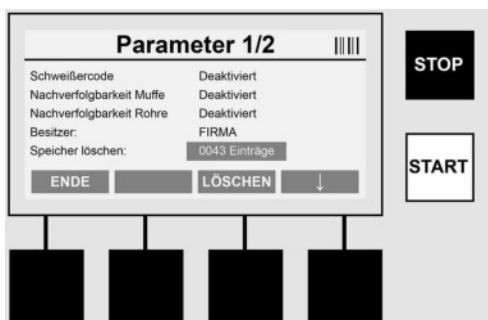 Parameter 1/2
STOP
Schweißercode Deaktiviert
Nachverfolgbarkeit Muffe Deaktiviert
Nachverfolgbarkeit Rohre Deaktiviert
Besitzer: FIRMA
Speicher löschen: 0043 Einträge
START
ENDE LÖSCHEN ↓